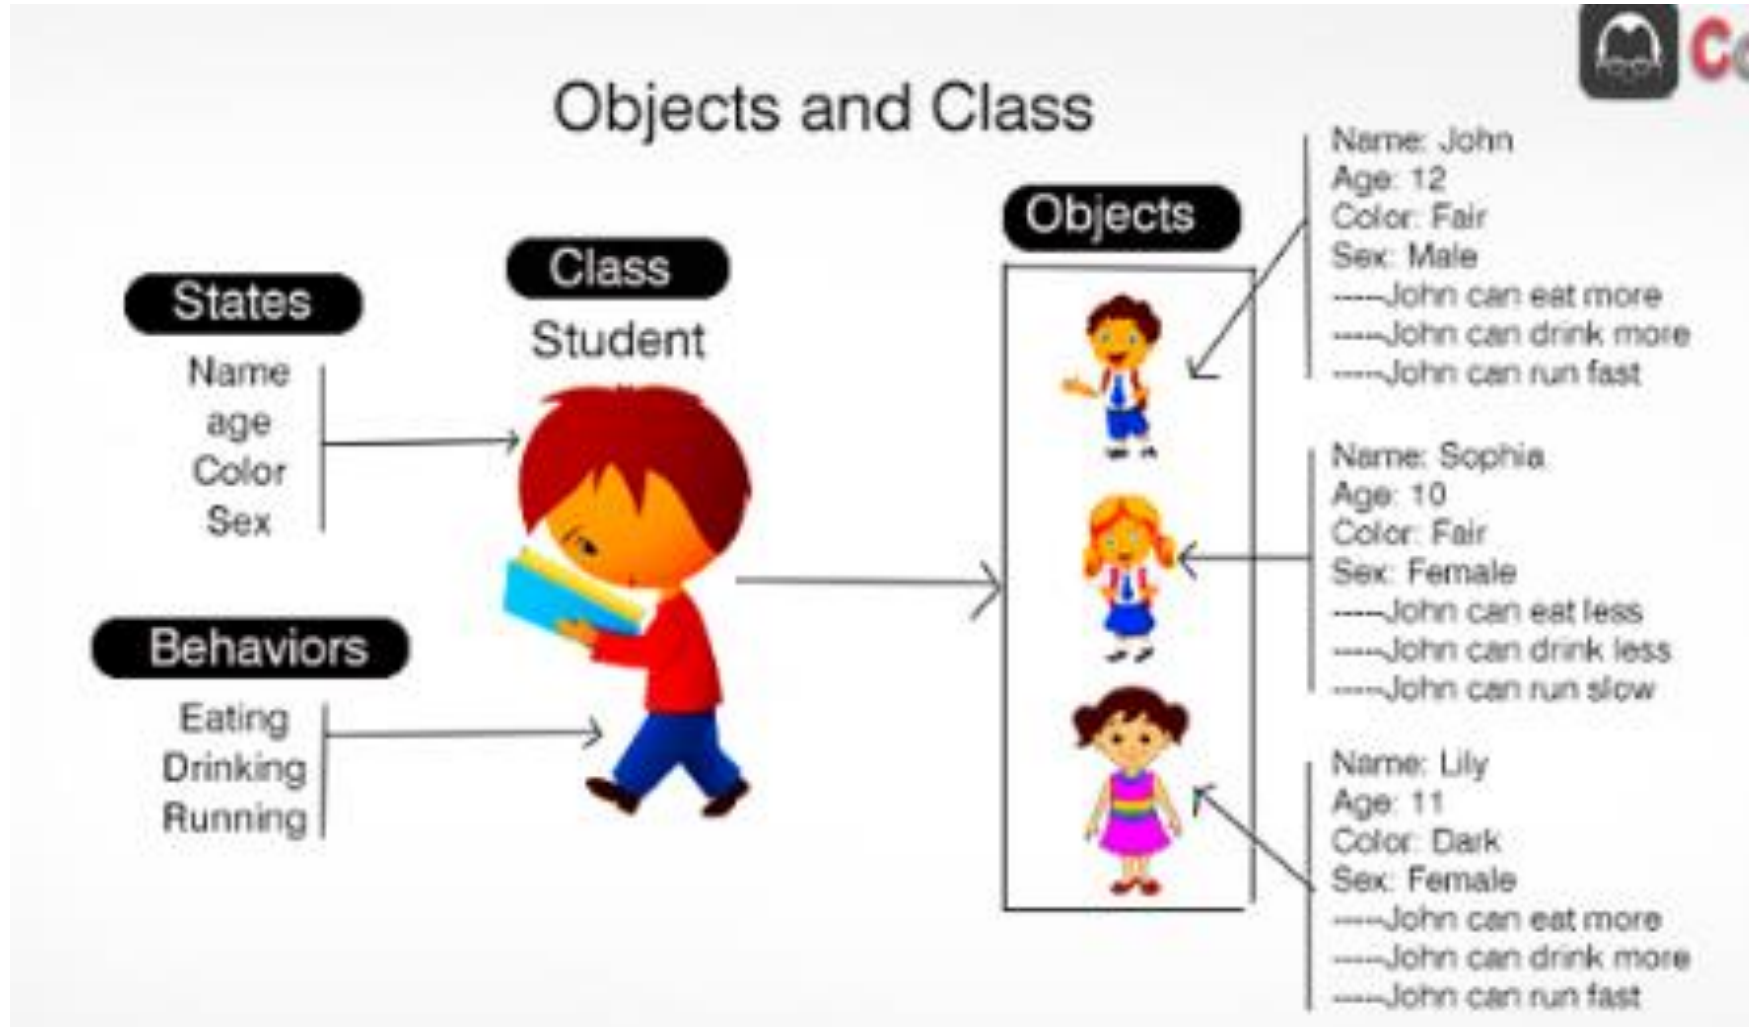 Objects and Class
States
Name
age
Color
Sex
Behaviors
Eating
Drinking
Running
Class
Student
Objects
Name: John
Age: 12
Color: Fair
Sex: Male
-----John can eat more
-----John can drink more
-----John can run fast
Name: Sophia
Age: 10
Color: Fair
Sex: Female
-----John can eat less
-----John can drink less
-----John can run slow
Name: Lily
Age: 11
Color: Dark
Sex: Female
-----John can eat more
-----John can drink more
-----John can run fast